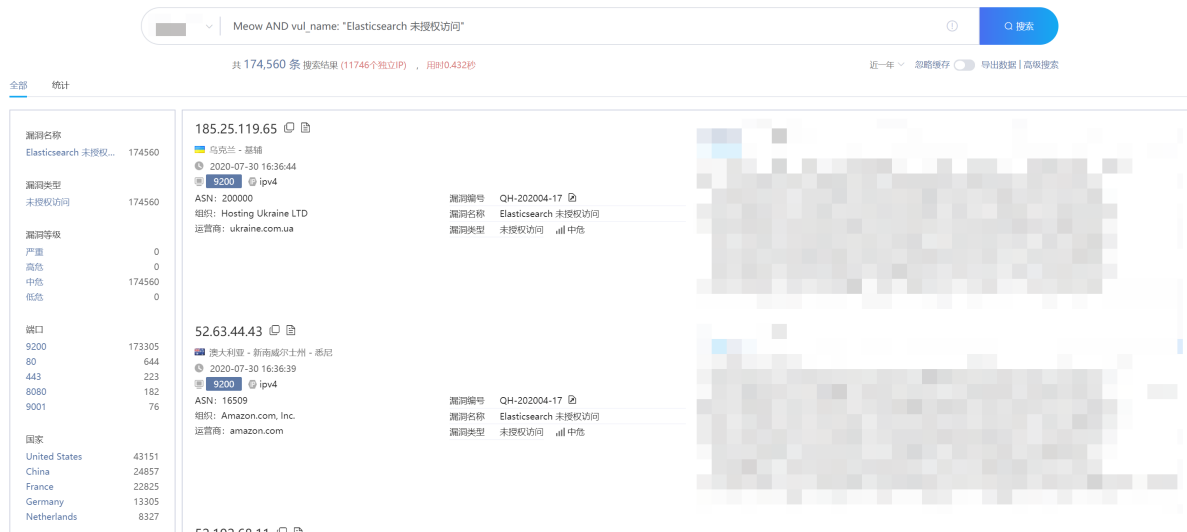 Meow AND vul_name: "Elasticsearch 未授权访问"
搜索
共 174,560 条 搜索结果 (11746个独立IP) ， 用时0.432秒
近一年 忽略缓存 导出数据 | 高级搜索
全部 统计
漏洞名称
Elasticsearch 未授权... 174560
漏洞类型
未授权访问 174560
漏洞等级
严重 0
高危 0
中危 174560
低危 0
端口
9200 173305
80 644
443 223
8080 182
9001 76
国家
United States 43151
China 24857
France 22825
Germany 13305
Netherlands 8327
185.25.119.65
乌克兰 - 基辅
2020-07-30 16:36:44
9200 ipv4
ASN: 200000
组织: Hosting Ukraine LTD
运营商: ukraine.com.ua
漏洞编号 QH-202004-17
漏洞名称 Elasticsearch 未授权访问
漏洞类型 未授权访问 中危
52.63.44.43
澳大利亚 - 新南威尔士州 - 悉尼
2020-07-30 16:36:39
9200 ipv4
ASN: 16509
组织: Amazon.com, Inc.
运营商: amazon.com
漏洞编号 QH-202004-17
漏洞名称 Elasticsearch 未授权访问
漏洞类型 未授权访问 中危